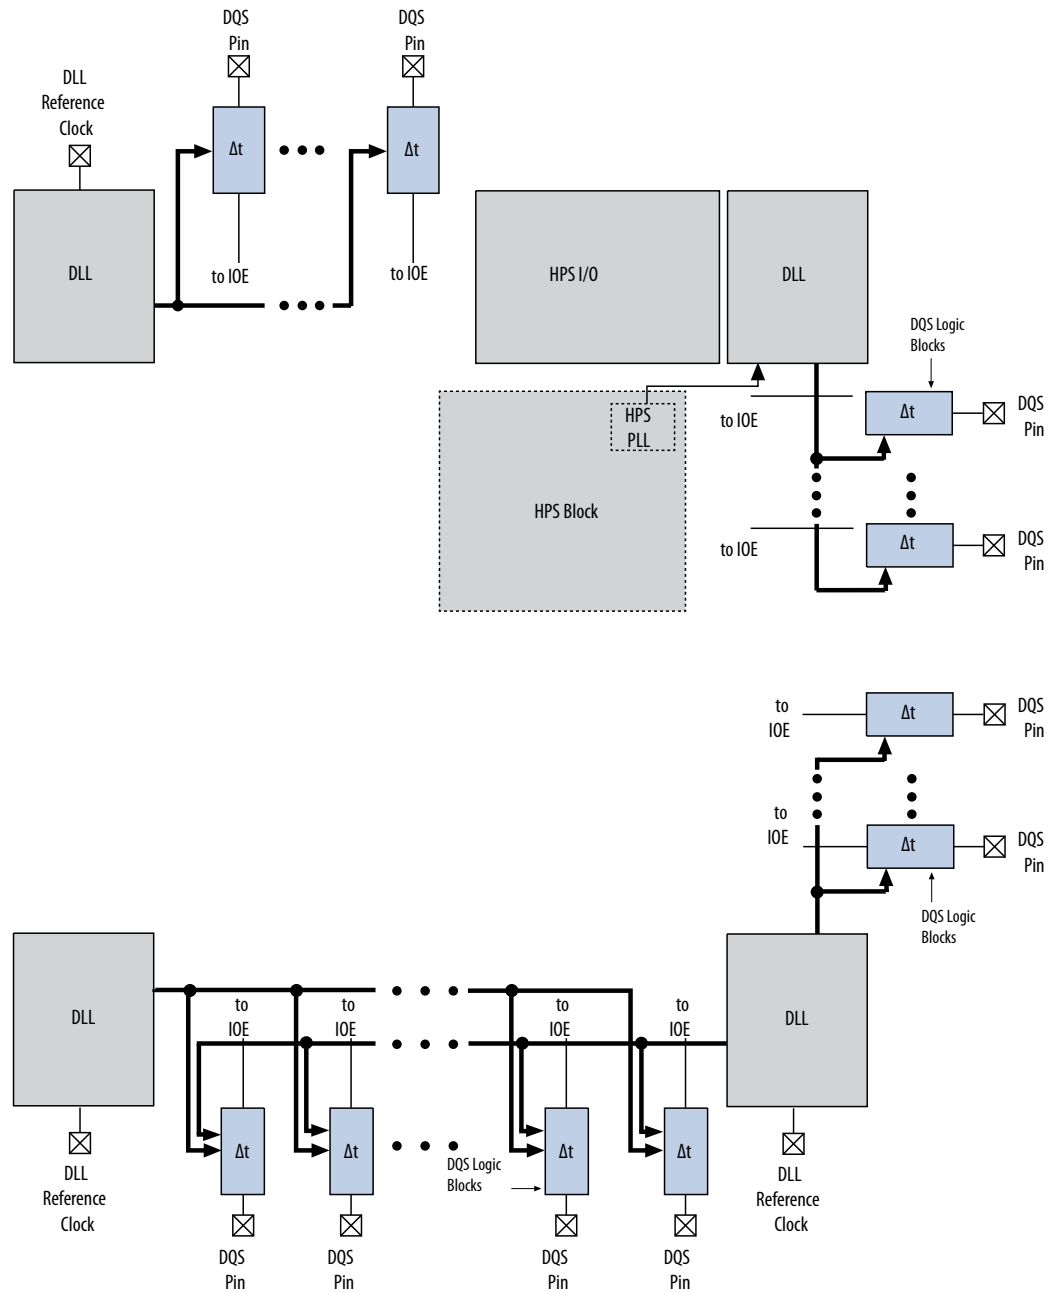 DQS
Pin
DQS
Pin
DLL
Reference
Clock
Δt
Δt
DLL
to IOE
to IOE
HPS I/O
DLL
DQS Logic
Blocks
HPS
PLL
to IOE
Δt
DQS
Pin
HPS Block
to IOE
Δt
DQS
Pin
to
IOE
Δt
DQS
Pin
to
IOE
Δt
DQS
Pin
DQS Logic
Blocks
DLL
to
IOE
to
IOE
to
IOE
to
IOE
DLL
Δt
Δt
Δt
Δt
DQS Logic
Blocks
DLL
Reference
Clock
DLL
Reference
Clock
DQS
Pin
DQS
Pin
DQS
Pin
DQS
Pin